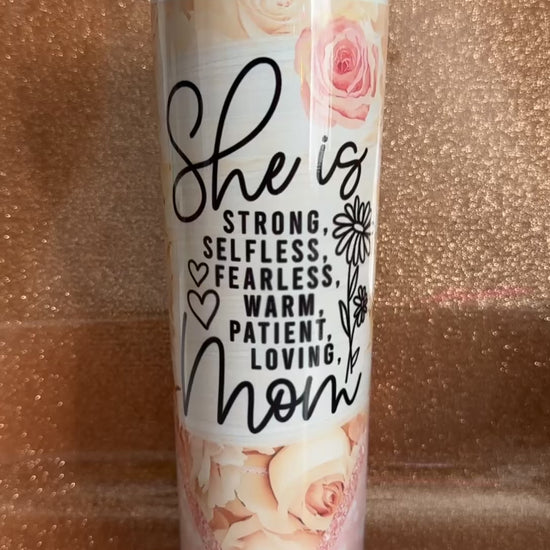 She is
STRONG,
SELFLESS,
FEARLESS,
WARM,
PATIENT,
LOVING,
Mom